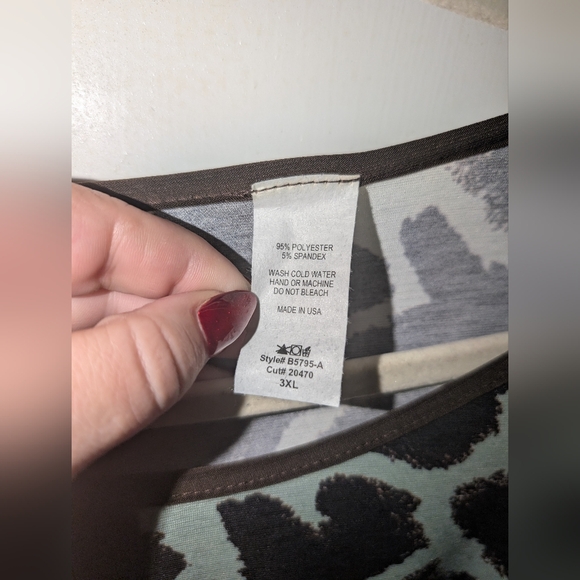 95% POLYESTER
5% SPANDEX
WASH COLD WATER
HAND OR MACHINE
DO NOT BLEACH
MADE IN USA
Style# B5795-A
Cut# 20470
3XL